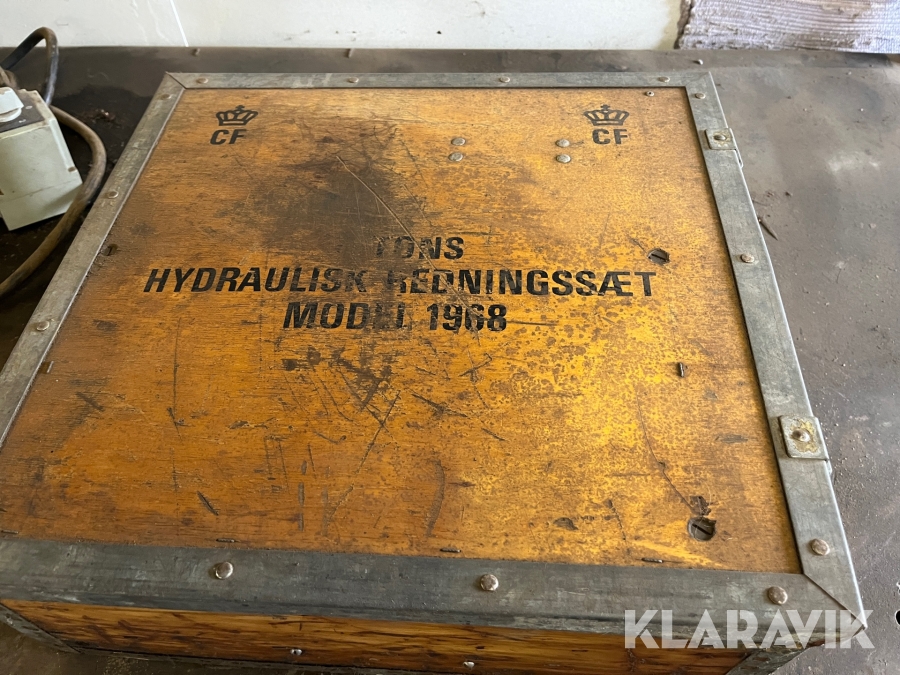 CF CF
TONS
HYDRAULISK REDNINGSSÆT
MODEL 1968
KLARAVIK